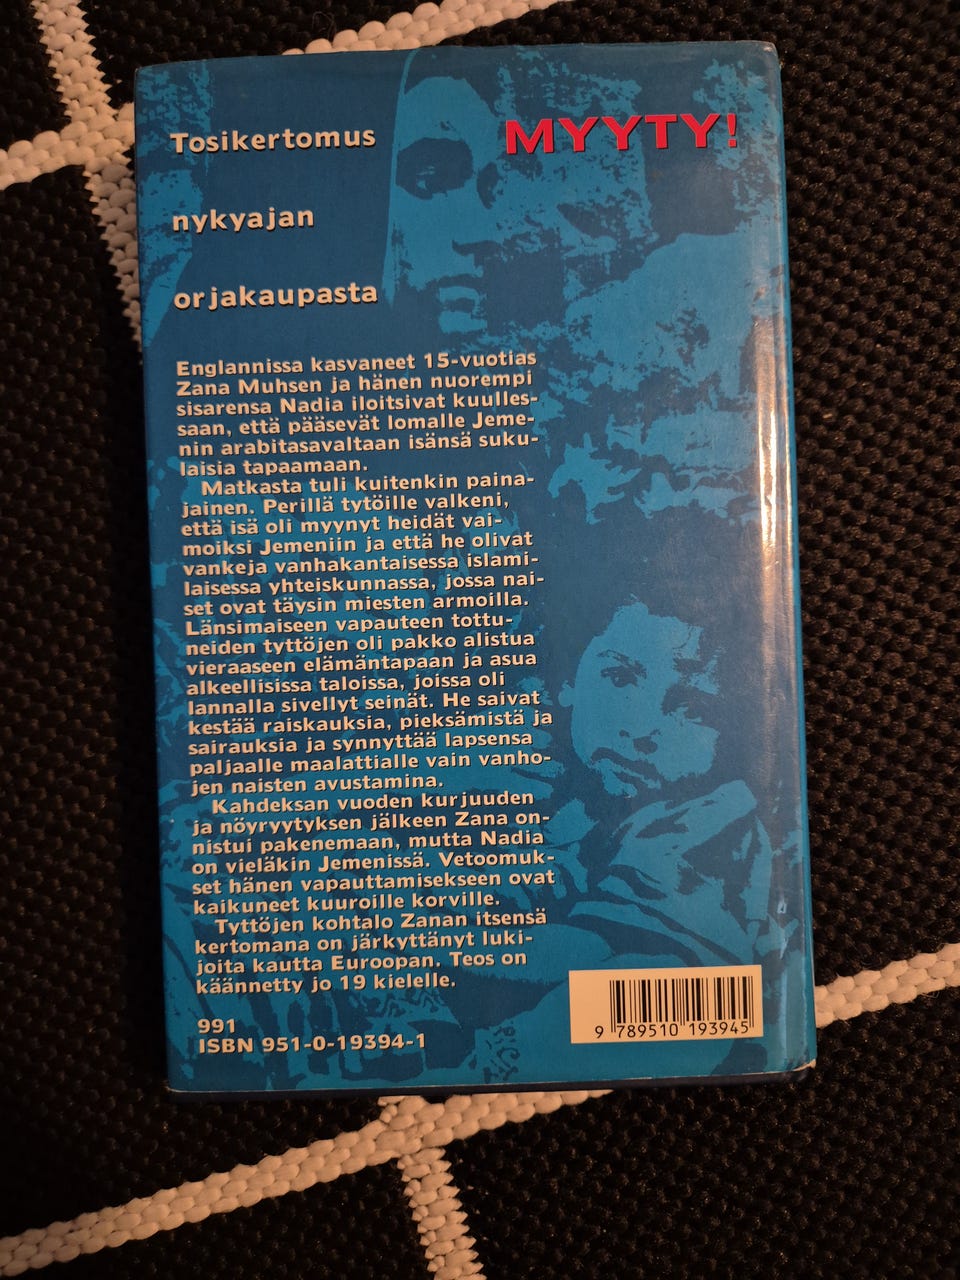 MYYTY!
Tosikertomus
nykyajan
orjakaupasta
Englannissa kasvaneet 15-vuotias
Zana Muhsen ja hänen nuorempi
sisarensa Nadia iloitsivat kuulles-
saan, että pääsevät lomalle Jeme-
nin arabitasavaltaan isänsä suku-
laisia tapaamaan.
Matkasta tuli kuitenkin paina-
jainen. Perillä tytöille valkeni,
että isä oli myynyt heidät vai-
moiksi Jemeniin ja että he olivat
vankeja vanhakantaisessa islami-
laisessa yhteiskunnassa, jossa nai-
set ovat täysin miesten armoilla.
Länsimaiseen vapauteen tottu-
neiden tyttöjen oli pakko alistua
vieraaseen elämäntapaan ja asua
alkeellisissa taloissa, joissa oli
lannalla sivellyt seinät. He saivat
kestää raiskauksia, pieksämistä ja
sairauksia ja synnyttää lapsensa
paljaalle maalattialle vain vanho-
jen naisten avustamina.
Kahdeksan vuoden kurjuuden
ja nöyryytyksen jälkeen Zana on-
nistui pakenemaan, mutta Nadia
on vieläkin Jemenissä. Vetoomuk-
set hänen vapauttamisekseen ovat
kaikuneet kuuroille korville.
Tyttöjen kohtalo Zanan itsensä
kertomana on järkyttänyt luki-
joita kautta Euroopan. Teos on
käännetty jo 19 kielelle.
991
ISBN 951-0-19394-1
9 789510 193945